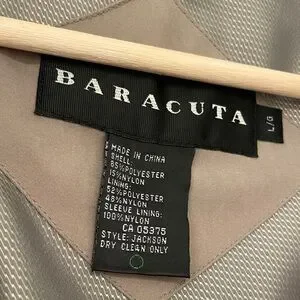 BARACUTA
L/G
MADE IN CHINA
SHELL:
85%POLYESTER
15%NYLON
LINING:
52%POLYESTER
48%NYLON
SLEEVE LINING:
100%NYLON
CA 05375
STYLE: JACKSON
DRY CLEAN ONLY